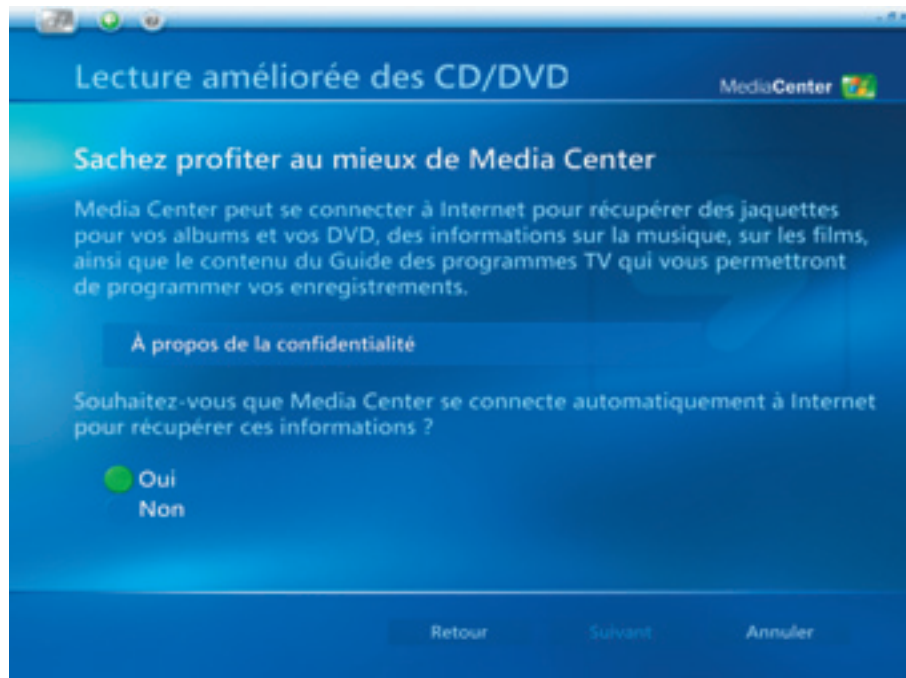 Lecture améliorée des CD/DVD
MediaCenter
Sachez profiter au mieux de Media Center
Media Center peut se connecter à Internet pour récupérer des jaquettes
pour vos albums et vos DVD, des informations sur la musique, sur les films,
ainsi que le contenu du Guide des programmes TV qui vous permettront
de programmer vos enregistrements.
À propos de la confidentialité
Souhaitez-vous que Media Center se connecte automatiquement à Internet
pour récupérer ces informations ?
Oui
Non
Retour Suivant Annuler